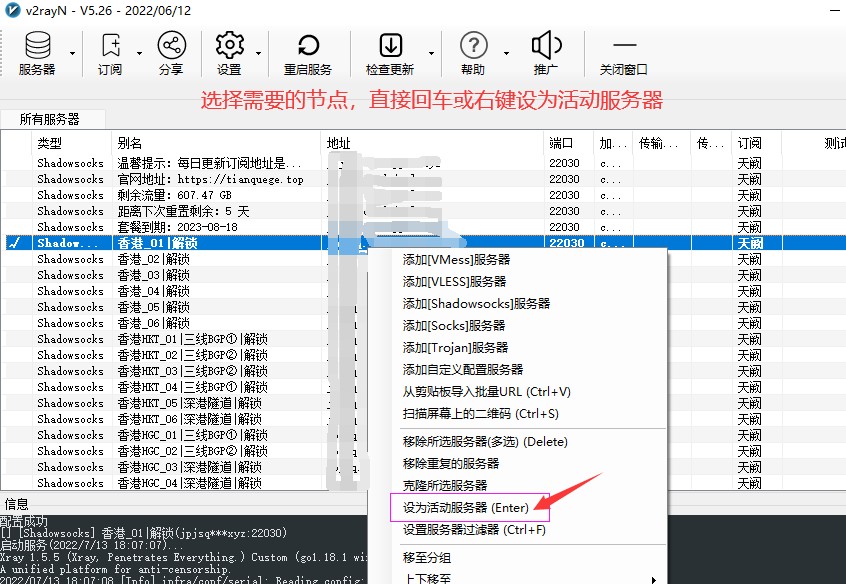 v2rayN - V5.26 - 2022/06/12
服务器 订阅 分享 设置 重启服务 检查更新 帮助 推广 关闭窗口
选择需要的节点，直接回车或右键设为活动服务器
所有服务器
类型 别名 地址 端口 加... 传输... 传... 订阅 测试
Shadowsocks 温馨提示：每日更新订阅地址是... 22030 c... 天阙
Shadowsocks 官网地址：https://tianquege.top 22030 c... 天阙
Shadowsocks 剩余流量：607.47 GB 22030 c... 天阙
Shadowsocks 距离下次重置剩余：5 天 22030 c... 天阙
Shadowsocks 套餐到期：2023-08-18 22030 c... 天阙
Shadow... 香港_01|解锁 22030 c... 天阙
Shadowsocks 香港_02|解锁 天阙
Shadowsocks 香港_03|解锁 天阙
Shadowsocks 香港_04|解锁 天阙
Shadowsocks 香港_05|解锁 天阙
Shadowsocks 香港_06|解锁 天阙
Shadowsocks 香港HKT_01|三线BGP①|解锁 天阙
Shadowsocks 香港HKT_02|三线BGP②|解锁 天阙
Shadowsocks 香港HKT_03|三线BGP②|解锁 天阙
Shadowsocks 香港HKT_04|三线BGP①|解锁 天阙
Shadowsocks 香港HKT_05|深港隧道|解锁 天阙
Shadowsocks 香港HKT_06|深港隧道|解锁 天阙
Shadowsocks 香港HGC_01|三线BGP①|解锁 天阙
Shadowsocks 香港HGC_02|三线BGP②|解锁 天阙
Shadowsocks 香港HGC_03|深港隧道|解锁 天阙
Shadowsocks 香港HGC_04|深港隧道|解锁 天阙
添加[VMess]服务器
添加[VLESS]服务器
添加[Shadowsocks]服务器
添加[Socks]服务器
添加[Trojan]服务器
添加自定义配置服务器
从剪贴板导入批量URL (Ctrl+V)
扫描屏幕上的二维码 (Ctrl+S)
移除所选服务器(多选) (Delete)
移除重复的服务器
克隆所选服务器
设为活动服务器 (Enter)
设置服务器过滤器 (Ctrl+F)
移至分组
上下移至
信息
配置成功
[] [Shadowsocks] 香港_01|解锁(jpjsq***xyz:22030)
启动服务(2022/7/13 18:07:07)...
Xray 1.5.5 (Xray, Penetrates Everything.) Custom (go1.18.1 wi
A unified platform for anti-censorship.
2022/07/13 18:07:08 [Info] infra/conf/serial: Reading config: